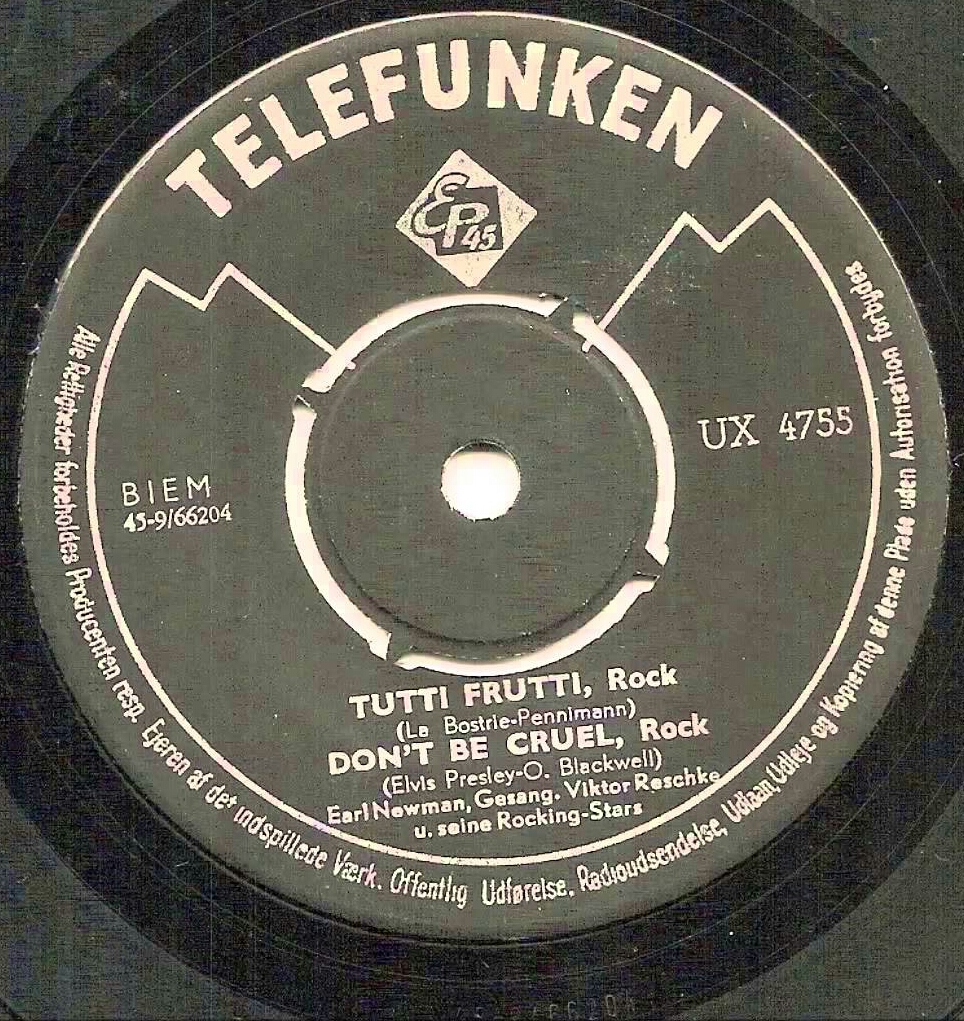 TELEFUNKEN
EP 45
UX 4755
BIEM
45-9/66204
TUTTI FRUTTI, Rock
(La Bostrie-Pennimann)
DON'T BE CRUEL, Rock
(Elvis Presley-O. Blackwell)
Earl Newman, Gesang. Viktor Reschke
u. seine Rocking-Stars
Alle Rettigheder forbeholdes Producenten resp. Ejeren af det indspillede Værk. Offentlig Udførelse. Radioudsendelse, Udlaan, Udleje og Kopiering af denne Plade uden Autorisation forbydes